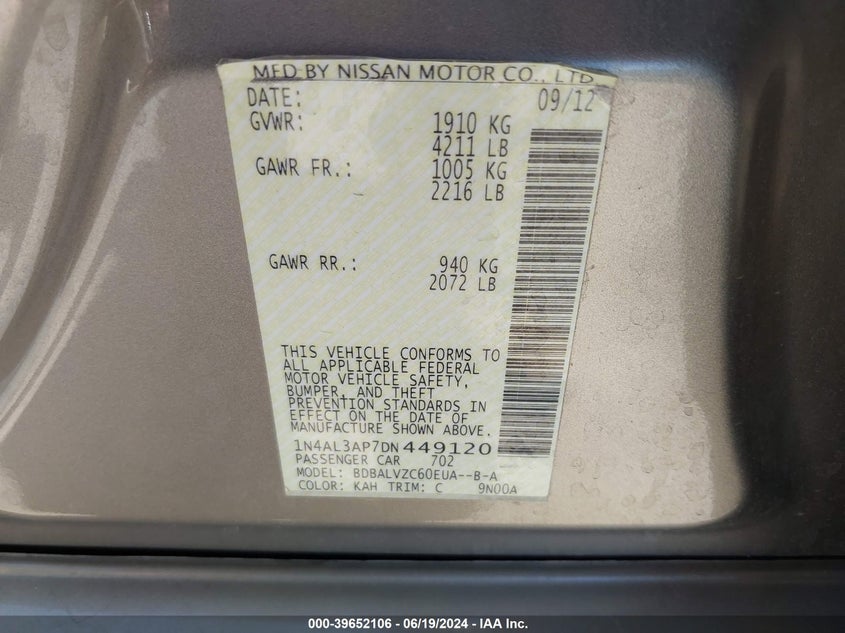 MFD BY NISSAN MOTOR CO., LTD
DATE: 09/12
GVWR: 1910 KG
4211 LB
GAWR FR.: 1005 KG
2216 LB
GAWR RR.: 940 KG
2072 LB
THIS VEHICLE CONFORMS TO
ALL APPLICABLE FEDERAL
MOTOR VEHICLE SAFETY,
BUMPER, AND THEFT
PREVENTION STANDARDS IN
EFFECT ON THE DATE OF
MANUFACTURE SHOWN ABOVE.
1N4AL3AP7DN449120
PASSENGER CAR 702
MODEL: BDBALVZC60EUA--B-A
COLOR: KAH TRIM: C 9N00A
000-39652106 - 06/19/2024 - IAA Inc.